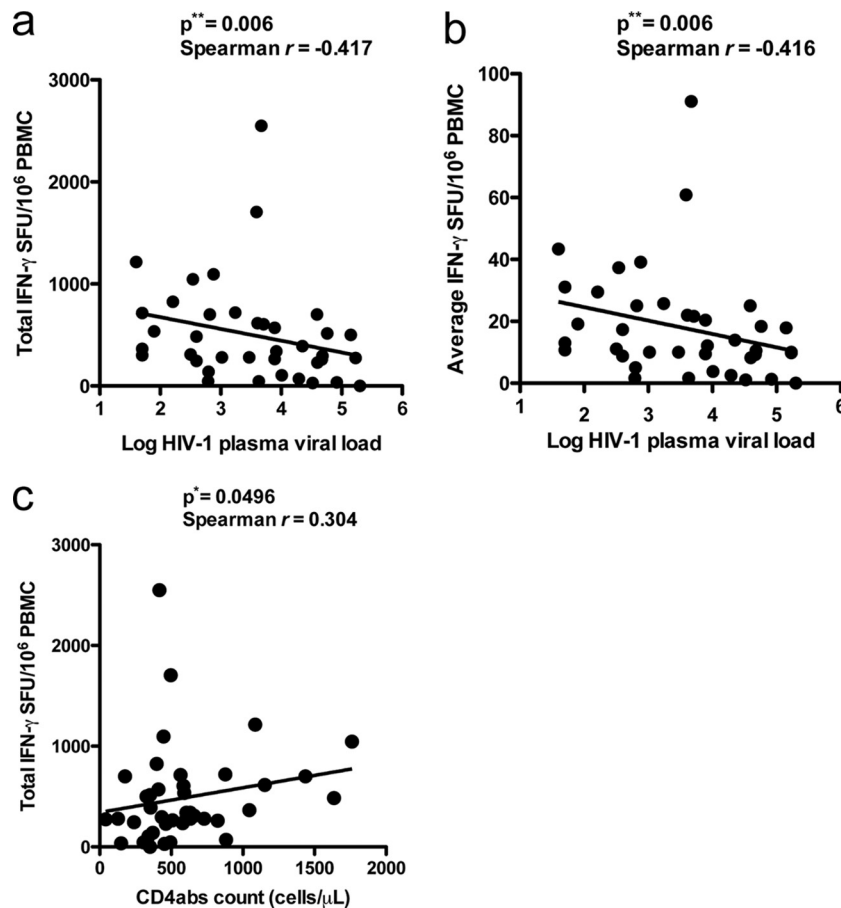 a
p**= 0.006
Spearman r = -0.417
Total IFN-γ SFU/10⁶ PBMC
3000
2000
1000
0
1 2 3 4 5 6
Log HIV-1 plasma viral load
b
p**= 0.006
Spearman r = -0.416
Average IFN-γ SFU/10⁶ PBMC
100
80
60
40
20
0
1 2 3 4 5 6
Log HIV-1 plasma viral load
c
p*= 0.0496
Spearman r = 0.304
Total IFN-γ SFU/10⁶ PBMC
3000
2000
1000
0
0 500 1000 1500 2000
CD4abs count (cells/μL)